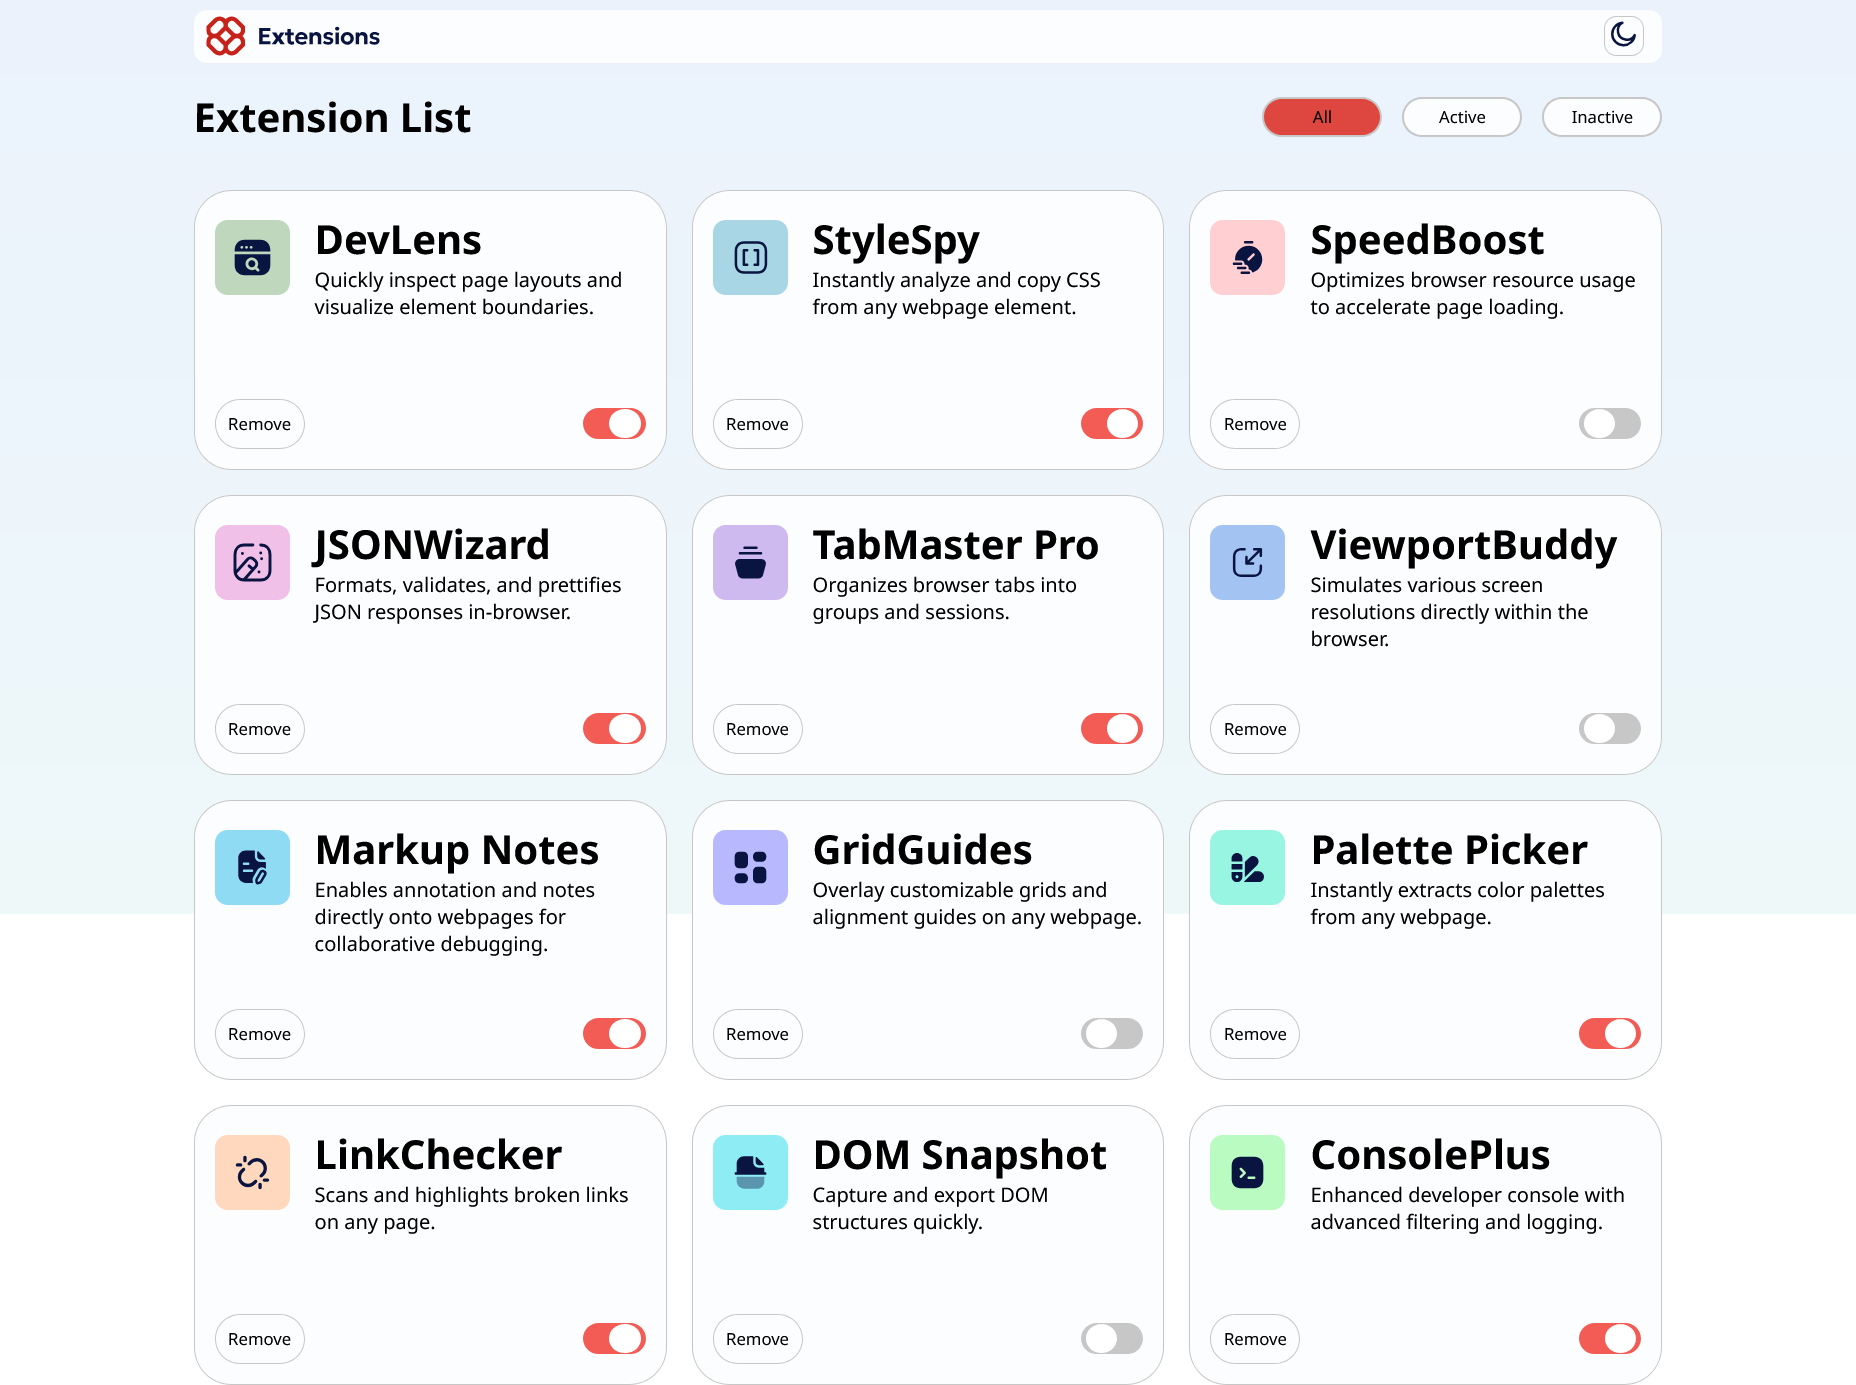 Extensions
Extension List
All
Active
Inactive
DevLens
Quickly inspect page layouts and
visualize element boundaries.
Remove
StyleSpy
Instantly analyze and copy CSS
from any webpage element.
Remove
SpeedBoost
Optimizes browser resource usage
to accelerate page loading.
Remove
JSONWizard
Formats, validates, and prettifies
JSON responses in-browser.
Remove
TabMaster Pro
Organizes browser tabs into
groups and sessions.
Remove
ViewportBuddy
Simulates various screen
resolutions directly within the
browser.
Remove
Markup Notes
Enables annotation and notes
directly onto webpages for
collaborative debugging.
Remove
GridGuides
Overlay customizable grids and
alignment guides on any webpage.
Remove
Palette Picker
Instantly extracts color palettes
from any webpage.
Remove
LinkChecker
Scans and highlights broken links
on any page.
Remove
DOM Snapshot
Capture and export DOM
structures quickly.
Remove
ConsolePlus
Enhanced developer console with
advanced filtering and logging.
Remove